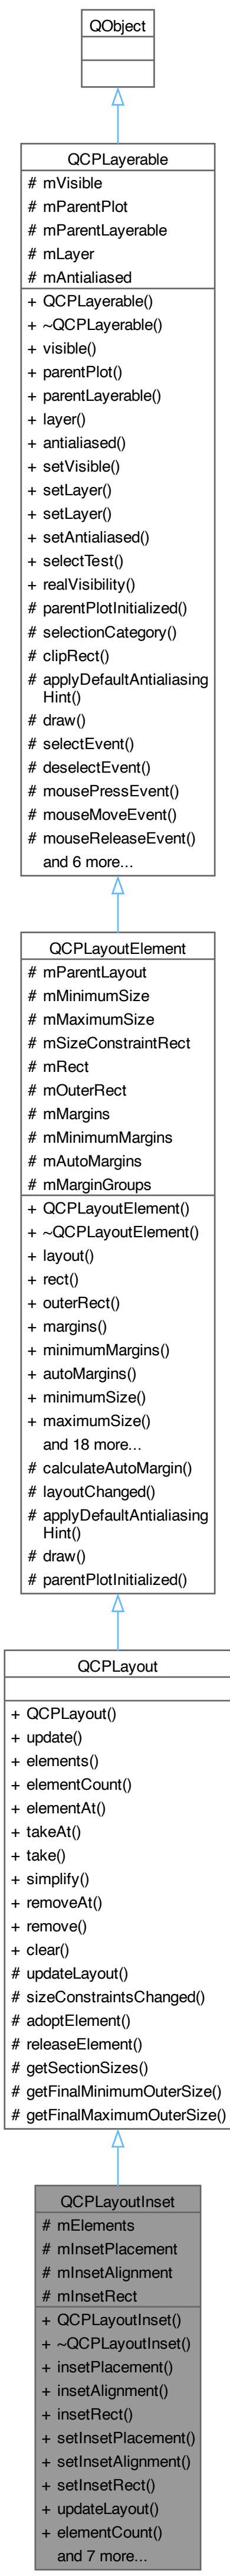 QObject
QCPLayerable
# mVisible
# mParentPlot
# mParentLayerable
# mLayer
# mAntialiased
+ QCPLayerable()
+ ~QCPLayerable()
+ visible()
+ parentPlot()
+ parentLayerable()
+ layer()
+ antialiased()
+ setVisible()
+ setLayer()
+ setLayer()
+ setAntialiased()
+ selectTest()
+ realVisibility()
# parentPlotInitialized()
# selectionCategory()
# clipRect()
# applyDefaultAntialiasing
Hint()
# draw()
# selectEvent()
# deselectEvent()
# mousePressEvent()
# mouseMoveEvent()
# mouseReleaseEvent()
and 6 more...
QCPLayoutElement
# mParentLayout
# mMinimumSize
# mMaximumSize
# mSizeConstraintRect
# mRect
# mOuterRect
# mMargins
# mMinimumMargins
# mAutoMargins
# mMarginGroups
+ QCPLayoutElement()
+ ~QCPLayoutElement()
+ layout()
+ rect()
+ outerRect()
+ margins()
+ minimumMargins()
+ autoMargins()
+ minimumSize()
+ maximumSize()
and 18 more...
# calculateAutoMargin()
# layoutChanged()
# applyDefaultAntialiasing
Hint()
# draw()
# parentPlotInitialized()
QCPLayout
+ QCPLayout()
+ update()
+ elements()
+ elementCount()
+ elementAt()
+ takeAt()
+ take()
+ simplify()
+ removeAt()
+ remove()
+ clear()
# updateLayout()
# sizeConstraintsChanged()
# adoptElement()
# releaseElement()
# getSectionSizes()
# getFinalMinimumOuterSize()
# getFinalMaximumOuterSize()
QCPLayoutInset
# mElements
# mInsetPlacement
# mInsetAlignment
# mInsetRect
+ QCPLayoutInset()
+ ~QCPLayoutInset()
+ insetPlacement()
+ insetAlignment()
+ insetRect()
+ setInsetPlacement()
+ setInsetAlignment()
+ setInsetRect()
+ updateLayout()
+ elementCount()
and 7 more...